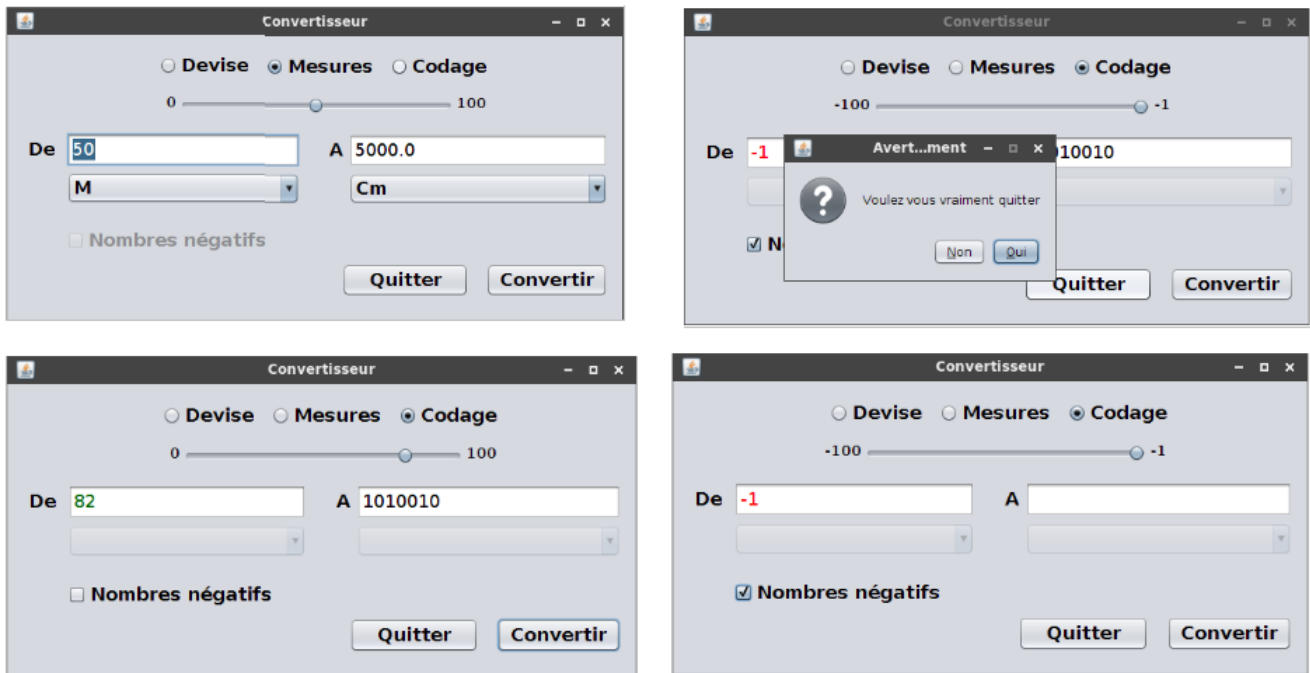 Convertisseur
Devise Mesures Codage
0 100
De 50 A 5000.0
M Cm
Nombres négatifs
Quitter Convertir
Convertisseur
Devise Mesures Codage
-100 -1
Avert...ment
De -1 010010
Voulez vous vraiment quitter
N
Non Oui
Quitter Convertir
Convertisseur
Devise Mesures Codage
0 100
De 82 A 1010010
Nombres négatifs
Quitter Convertir
Convertisseur
Devise Mesures Codage
-100 -1
De -1 A
Nombres négatifs
Quitter Convertir